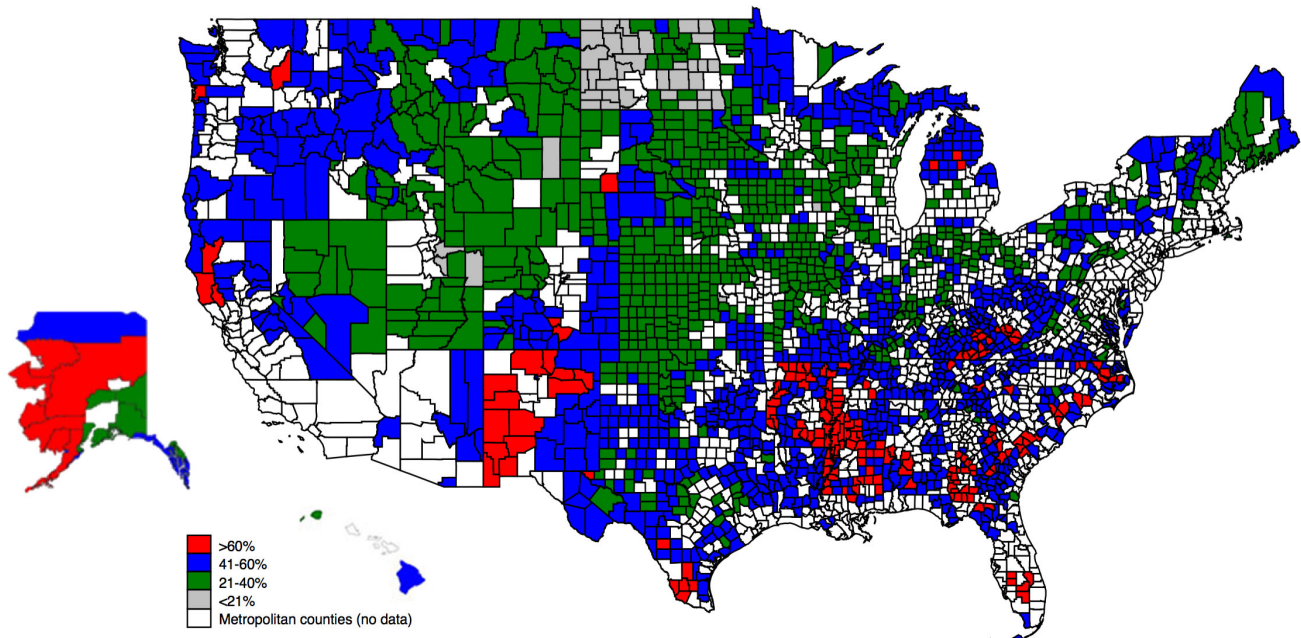 >60%
41-60%
21-40%
<21%
Metropolitan counties (no data)